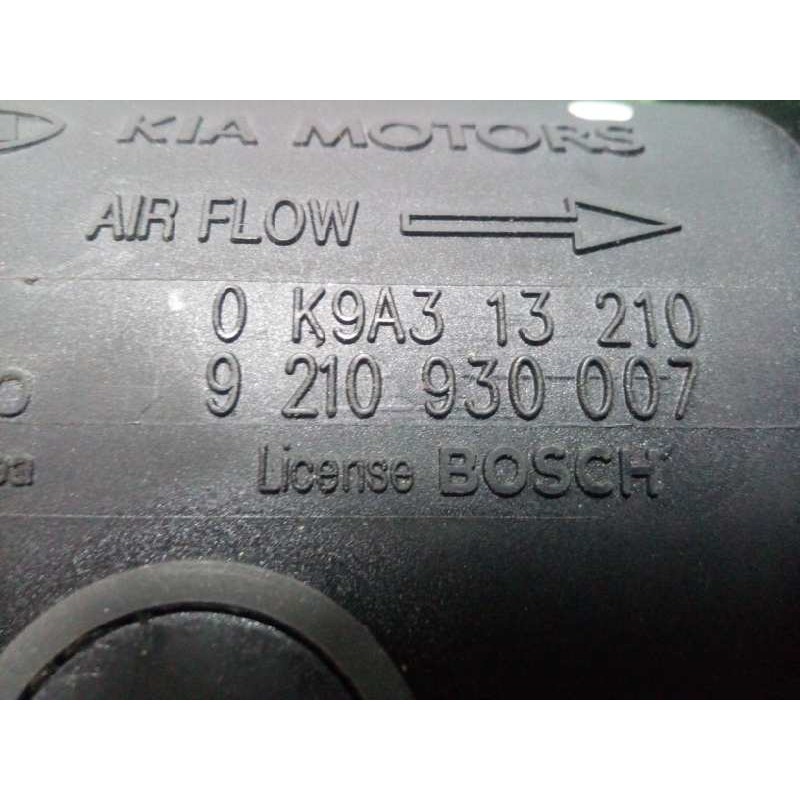 KIA MOTORS
AIR FLOW
0 K9A3 13 210
9 210 930 007
License BOSCH